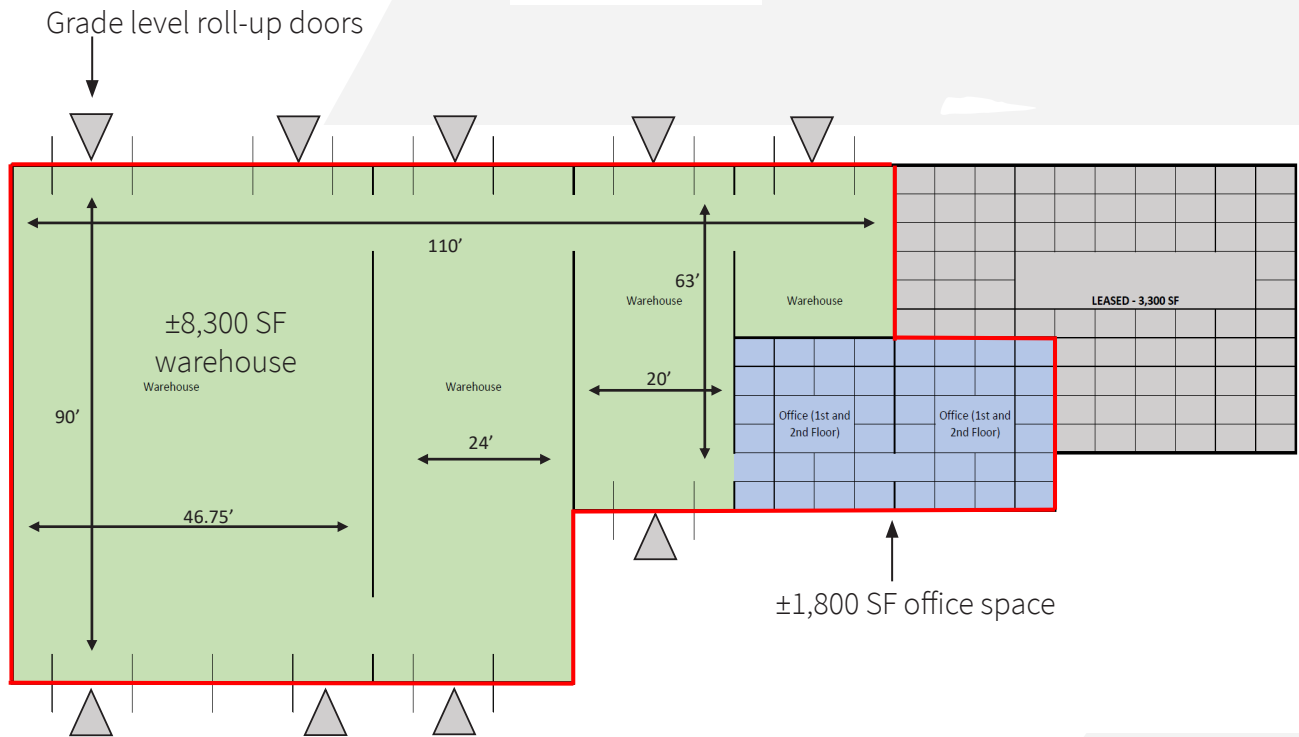 Grade level roll-up doors
110’
63’
Warehouse
Warehouse
LEASED - 3,300 SF
±8,300 SF
warehouse
Warehouse
Warehouse
20’
90’
Office (1st and
2nd Floor)
Office (1st and
2nd Floor)
24’
46.75’
±1,800 SF office space